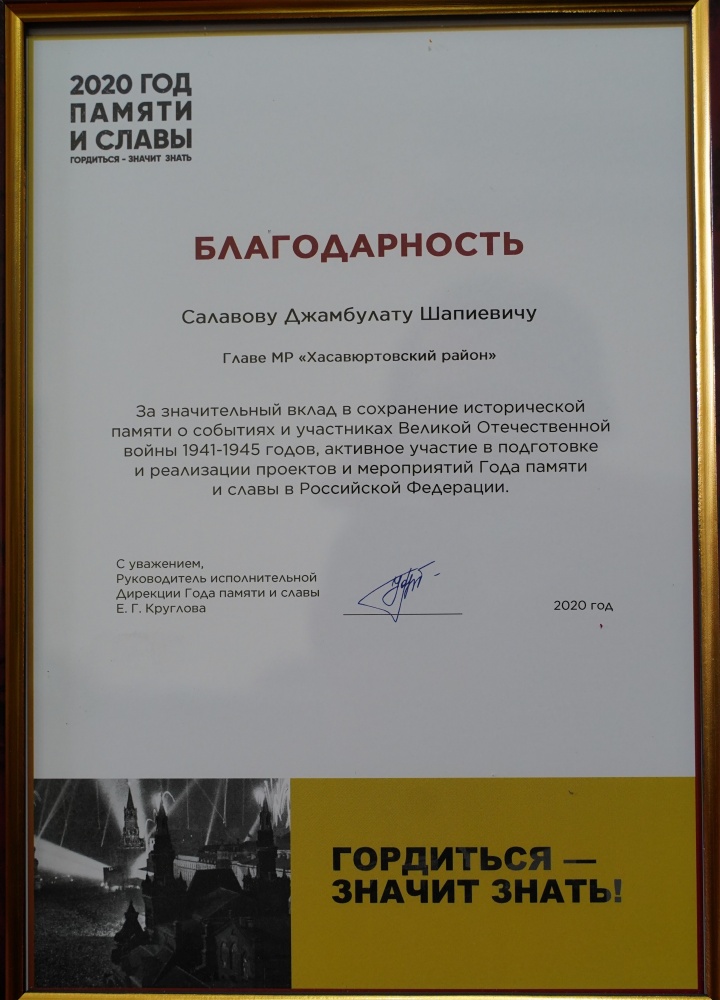 2020 ГОД
ПАМЯТИ
И СЛАВЫ
ГОРДИТЬСЯ - ЗНАЧИТ ЗНАТЬ
БЛАГОДАРНОСТЬ
Салавову Джамбулату Шапиевичу
Главе МР «Хасавюртовский район»
За значительный вклад в сохранение исторической
памяти о событиях и участниках Великой Отечественной
войны 1941-1945 годов, активное участие в подготовке
и реализации проектов и мероприятий Года памяти
и славы в Российской Федерации.
С уважением,
Руководитель исполнительной
Дирекции Года памяти и славы
Е. Г. Круглова
2020 год
ГОРДИТЬСЯ —
ЗНАЧИТ ЗНАТЬ!